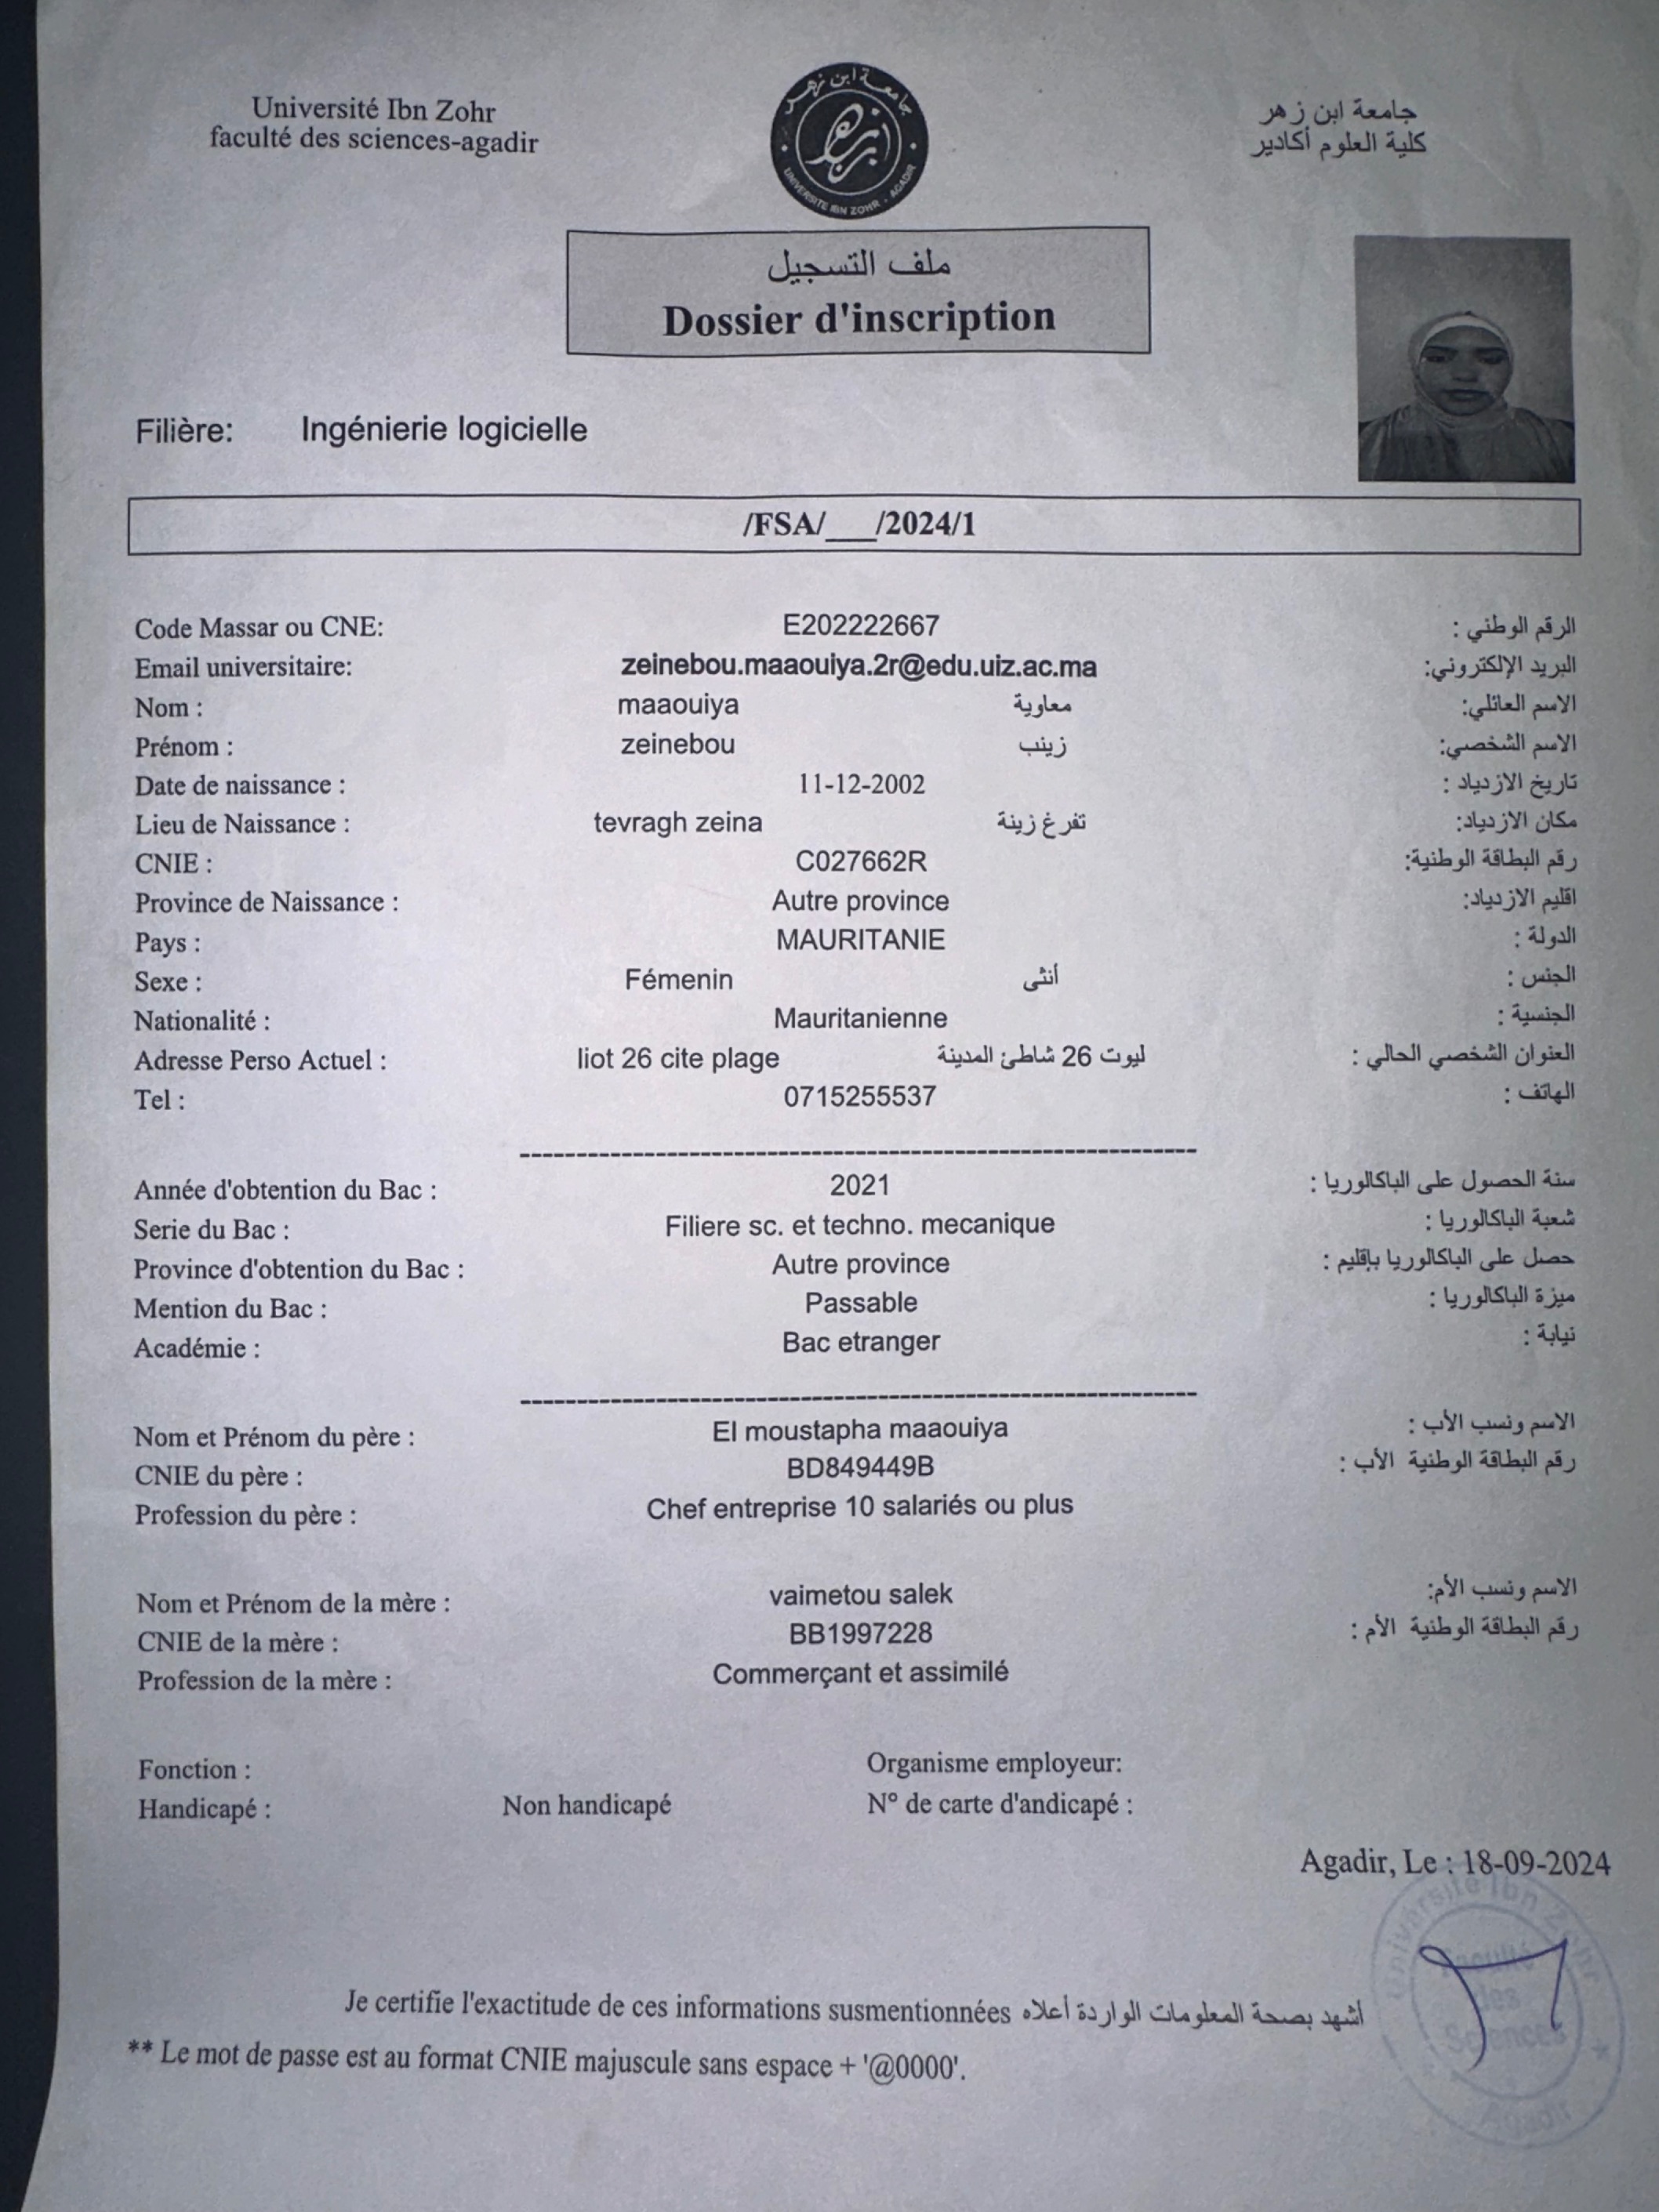 Université Ibn Zohr
faculté des sciences-agadir
جامعة ابن زهر
UNIVERSITE IBN ZOHR - AGADIR
جامعة ابن زهر
كلية العلوم أكادير
ملف التسجيل
Dossier d'inscription
Filière: Ingénierie logicielle
/FSA/___/2024/1
Code Massar ou CNE: E202222667 الرقم الوطني :
Email universitaire: zeinebou.maaouiya.2r@edu.uiz.ac.ma البريد الإلكتروني:
Nom : maaouiya معاوية الاسم العائلي:
Prénom : zeinebou زينب الاسم الشخصي:
Date de naissance : 11-12-2002 تاريخ الازدياد :
Lieu de Naissance : tevragh zeina تفرغ زينة مكان الازدياد:
CNIE : C027662R رقم البطاقة الوطنية:
Province de Naissance : Autre province اقليم الازدياد:
Pays : MAURITANIE الدولة :
Sexe : Fémenin أنثى الجنس :
Nationalité : Mauritanienne الجنسية :
Adresse Perso Actuel : liot 26 cite plage ليوت 26 شاطئ المدينة العنوان الشخصي الحالي :
Tel : 0715255537 الهاتف :
------------------------------------------------------------
Année d'obtention du Bac : 2021 سنة الحصول على الباكالوريا :
Serie du Bac : Filiere sc. et techno. mecanique شعبة الباكالوريا :
Province d'obtention du Bac : Autre province حصل على الباكالوريا بإقليم :
Mention du Bac : Passable ميزة الباكالوريا :
Académie : Bac etranger نيابة :
------------------------------------------------------------
Nom et Prénom du père : El moustapha maaouiya الاسم ونسب الأب :
CNIE du père : BD849449B رقم البطاقة الوطنية الأب :
Profession du père : Chef entreprise 10 salariés ou plus
Nom et Prénom de la mère : vaimetou salek الاسم ونسب الأم:
CNIE de la mère : BB1997228 رقم البطاقة الوطنية الأم :
Profession de la mère : Commerçant et assimilé
Fonction : Organisme employeur:
Handicapé : Non handicapé N° de carte d'andicapé :
Agadir, Le : 18-09-2024
Université Ibn Zohr
Faculté
des
Sciences
Agadir
Je certifie l'exactitude de ces informations susmentionnées أشهد بصحة المعلومات الواردة أعلاه
** Le mot de passe est au format CNIE majuscule sans espace + '@0000'.